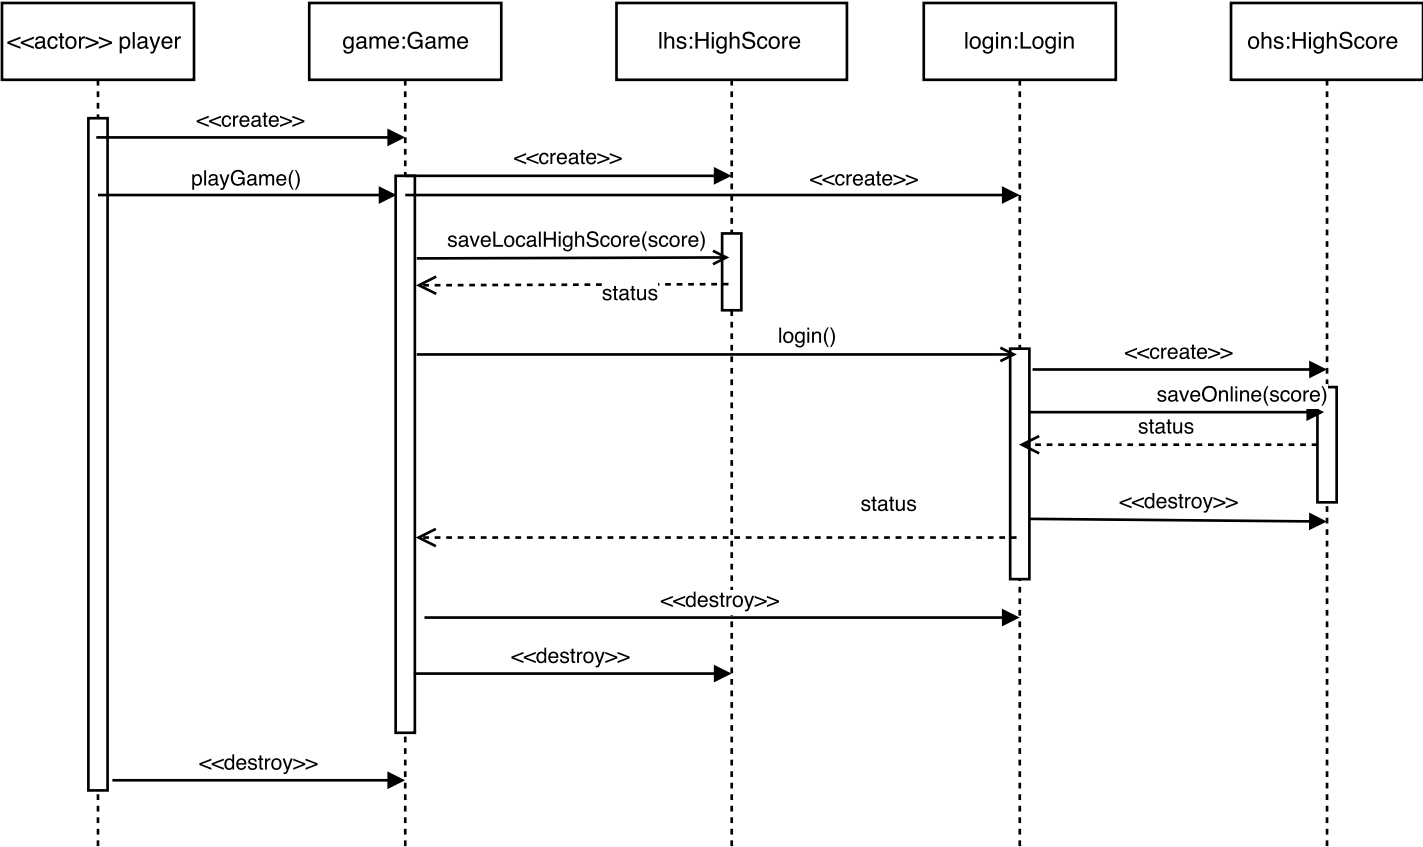 <<actor>> player
game:Game
lhs:HighScore
login:Login
ohs:HighScore
<<create>>
<<create>>
playGame()
<<create>>
saveLocalHighScore(score)
status
login()
<<create>>
saveOnline(score)
status
<<destroy>>
status
<<destroy>>
<<destroy>>
<<destroy>>